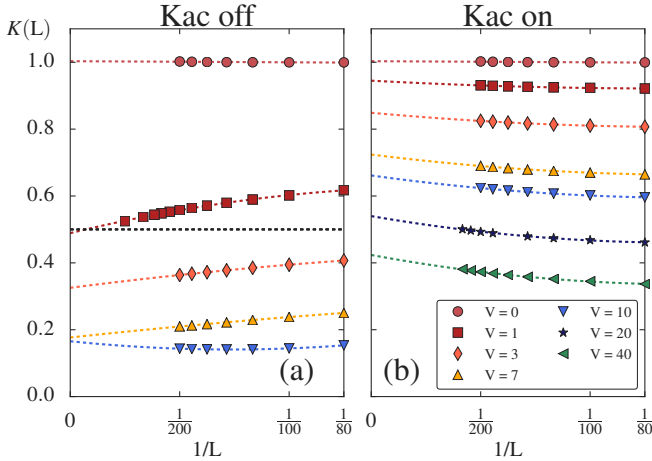 Kac off
Kac on
K(L)
1.0
0.8
0.6
0.4
0.2
0.0
(a)
(b)
V = 0
V = 1
V = 3
V = 7
V = 10
V = 20
V = 40
0
1/200
1/100
1/80
0
1/200
1/100
1/80
1/L
1/L